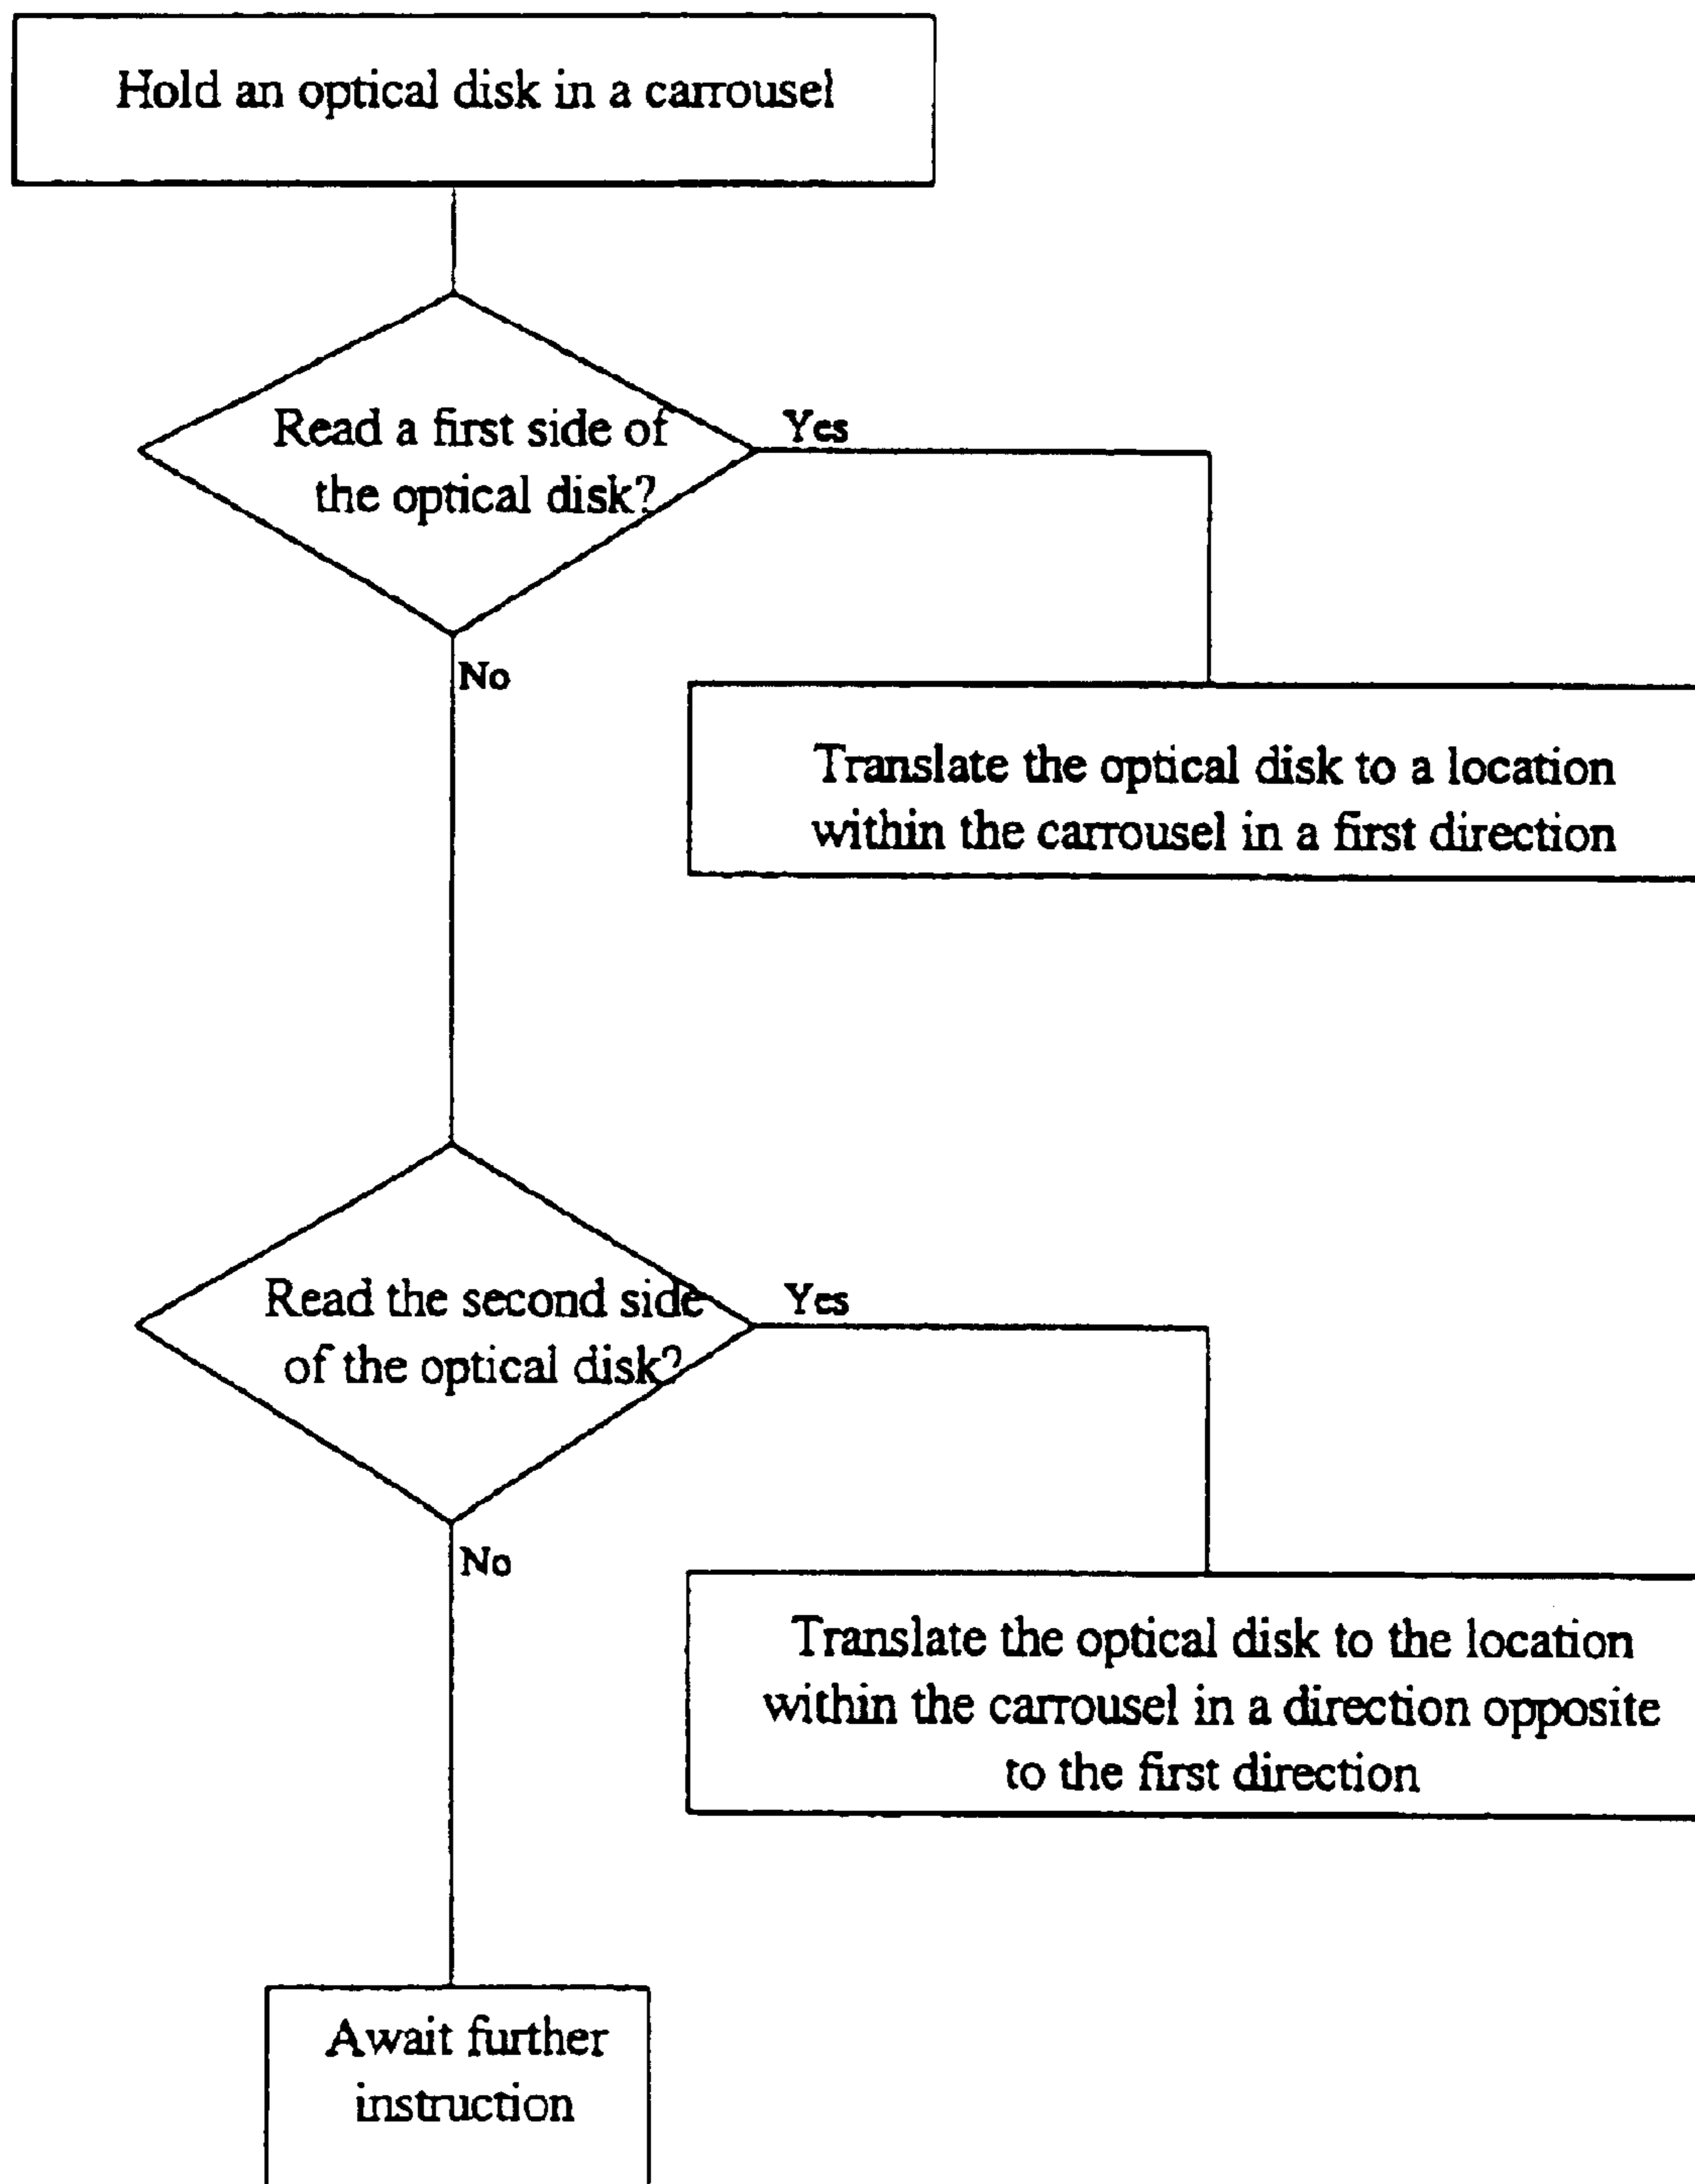 Hold an optical disk in a carrousel
Read a first side of
the optical disk?
Yes
No
Translate the optical disk to a location
within the carrousel in a first direction
Read the second side
of the optical disk?
Yes
No
Translate the optical disk to the location
within the carrousel in a direction opposite
to the first direction
Await further
instruction